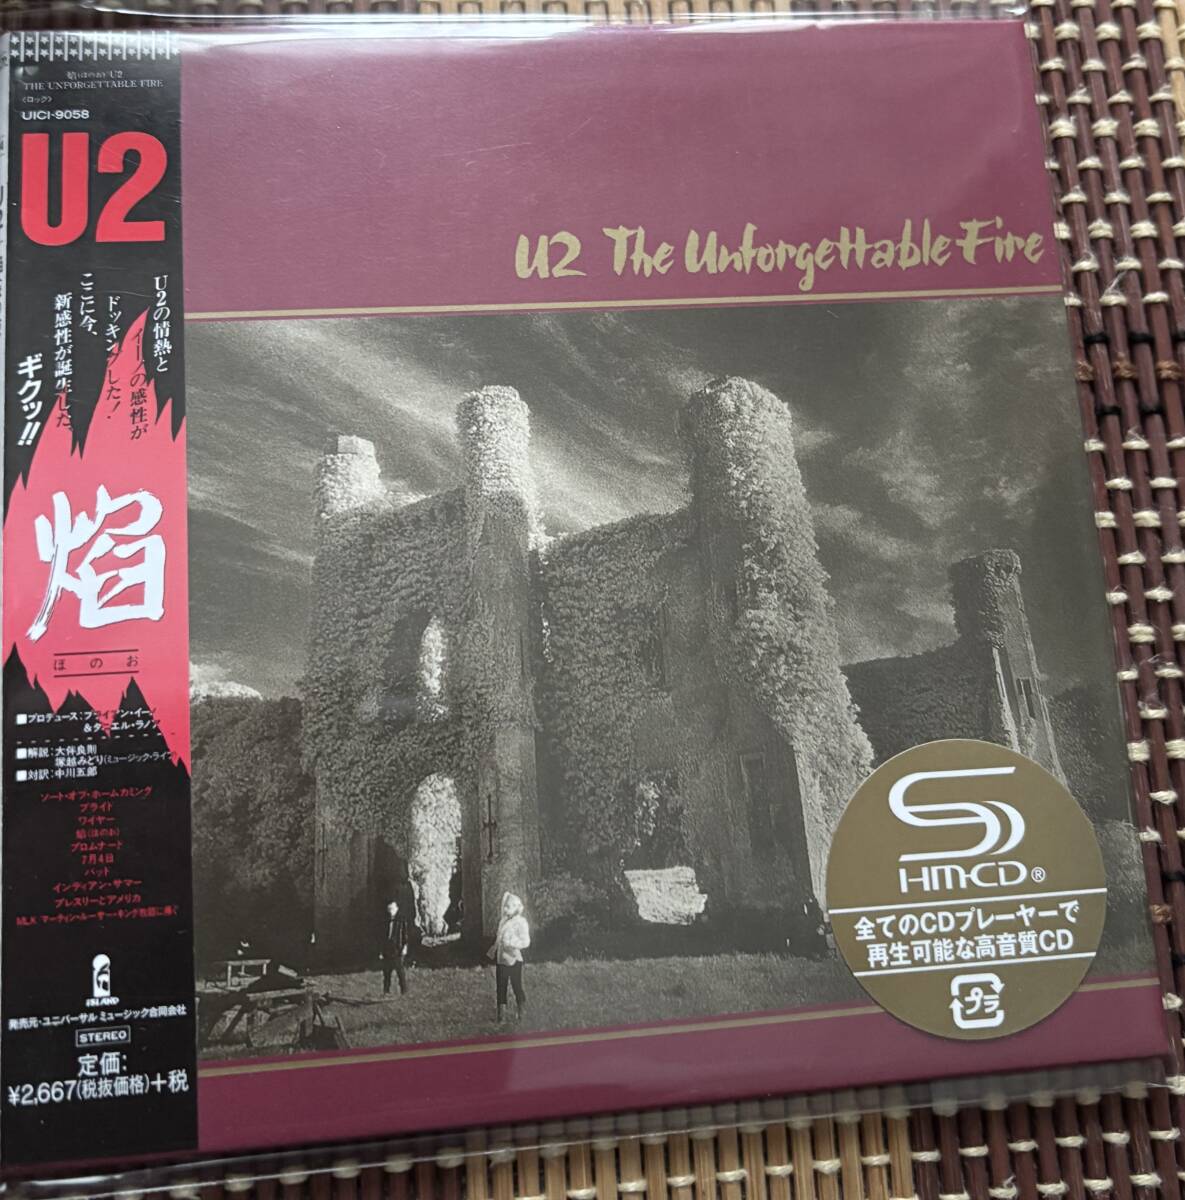 焰(ほのお) U2
THE UNFORGETTABLE FIRE
〈ロック〉
UICI-9058
U2
U2の情熱と
イーノの感性が
ドッキングした!
ここに今、
新感性が誕生した。
ギクッ!!
焰
ほのお
■プロデュース:ブライアン・イーノ
&ダニエル・ラノア
■解説:大伴良則
塚越みどり(ミュージック・ライフ)
■対訳:中川五郎
ソート・オブ・ホームカミング
プライド
ワイヤー
焰(ほのお)
プロムナード
7月4日
バッド
インディアン・サマー
プレスリーとアメリカ
MLK(マーティン・ルーサー・キング牧師に捧ぐ
ISLAND
発売元・ユニバーサル ミュージック合同会社
STEREO
定価:
¥2,667(税抜価格)+税
U2 The Unforgettable Fire
SHM-CD®
全てのCDプレーヤーで
再生可能な高音質CD
プラ